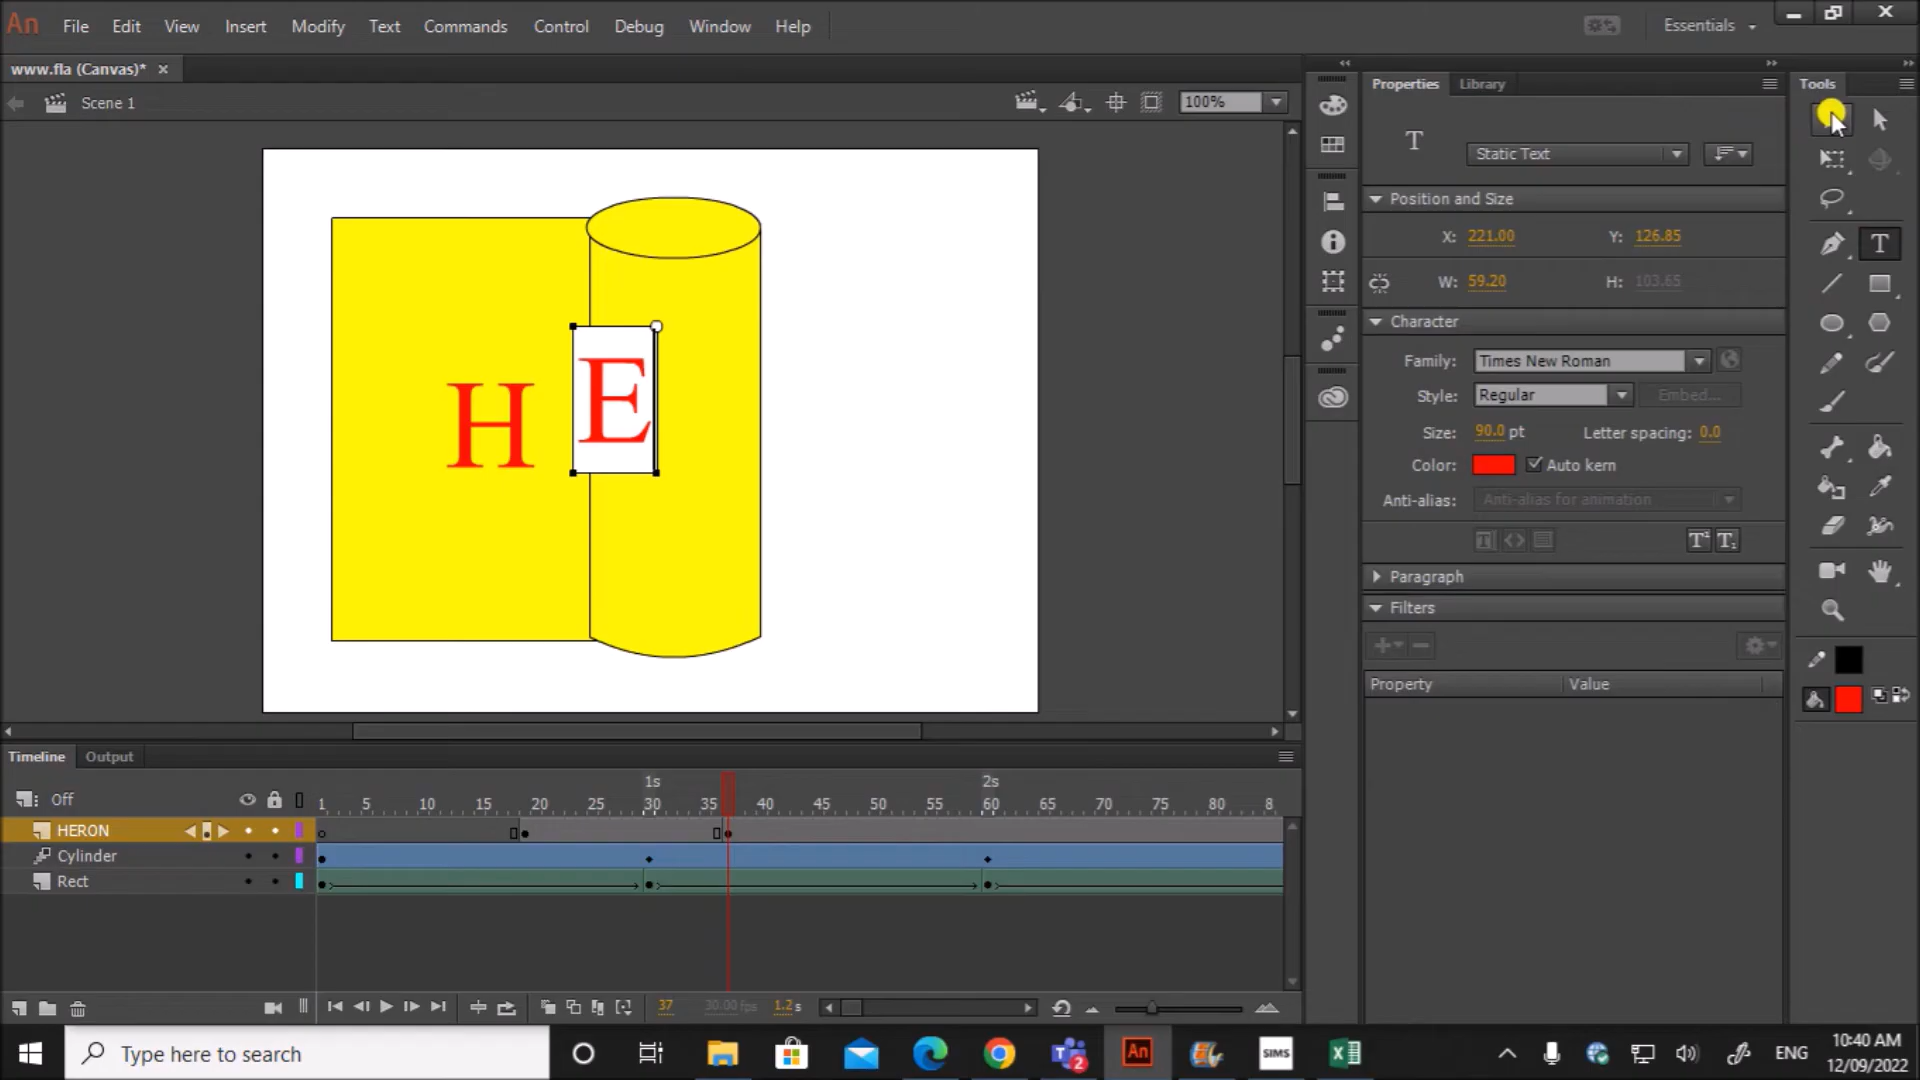 An File Edit View Insert Modify Text Commands Control Debug Window Help Essentials
www.fla (Canvas)* ×
Scene 1 100%
H
E
Properties Library
T Static Text
Position and Size
X: 221.00 Y: 126.85
W: 59.20 H: 103.65
Character
Family: Times New Roman
Style: Regular Embed...
Size: 90.0 pt Letter spacing: 0.0
Color: Auto kern
Anti-alias: Anti-alias for animation
Paragraph
Filters
Property Value
Tools
Timeline Output
1s 2s
Off 1 5 10 15 20 25 30 35 40 45 50 55 60 65 70 75 80 8
HERON
Cylinder
Rect
37 30.00 fps 1.2 s
Type here to search
An
2
SIMS
ENG
10:40 AM
12/09/2022